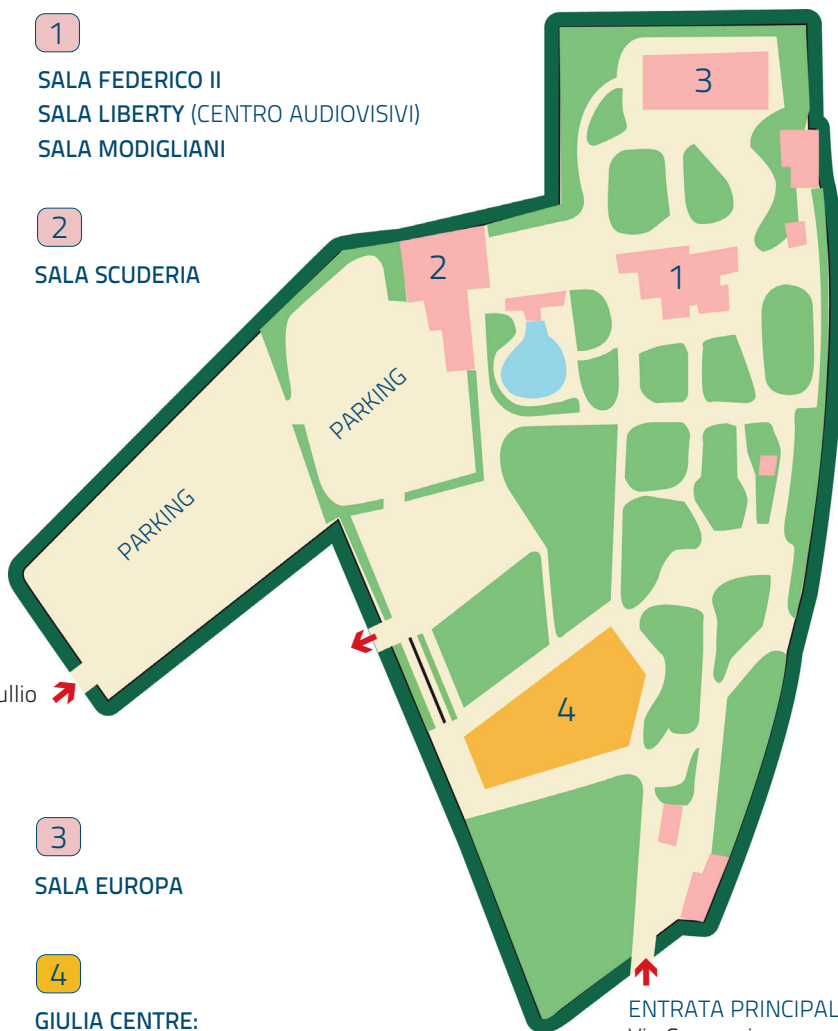 1
SALA FEDERICO II
SALA LIBERTY (CENTRO AUDIOVISIVI)
SALA MODIGLIANI
2
SALA SCUDERIA
3
2
1
PARKING
PARKING
4
3
SALA EUROPA
4
GIULIA CENTRE:
ENTRATA PRINCIPAL